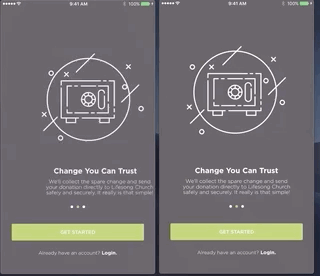 9:41 AM
100%
Change You Can Trust
We'll collect the spare change and send
your donation directly to Lifesong Church
safely and securely. It really is that simple!
GET STARTED
Already have an account? Login.
9:41 AM
100%
Change You Can Trust
We'll collect the spare change and send
your donation directly to Lifesong Church
safely and securely. It really is that simple!
GET STARTED
Already have an account? Login.